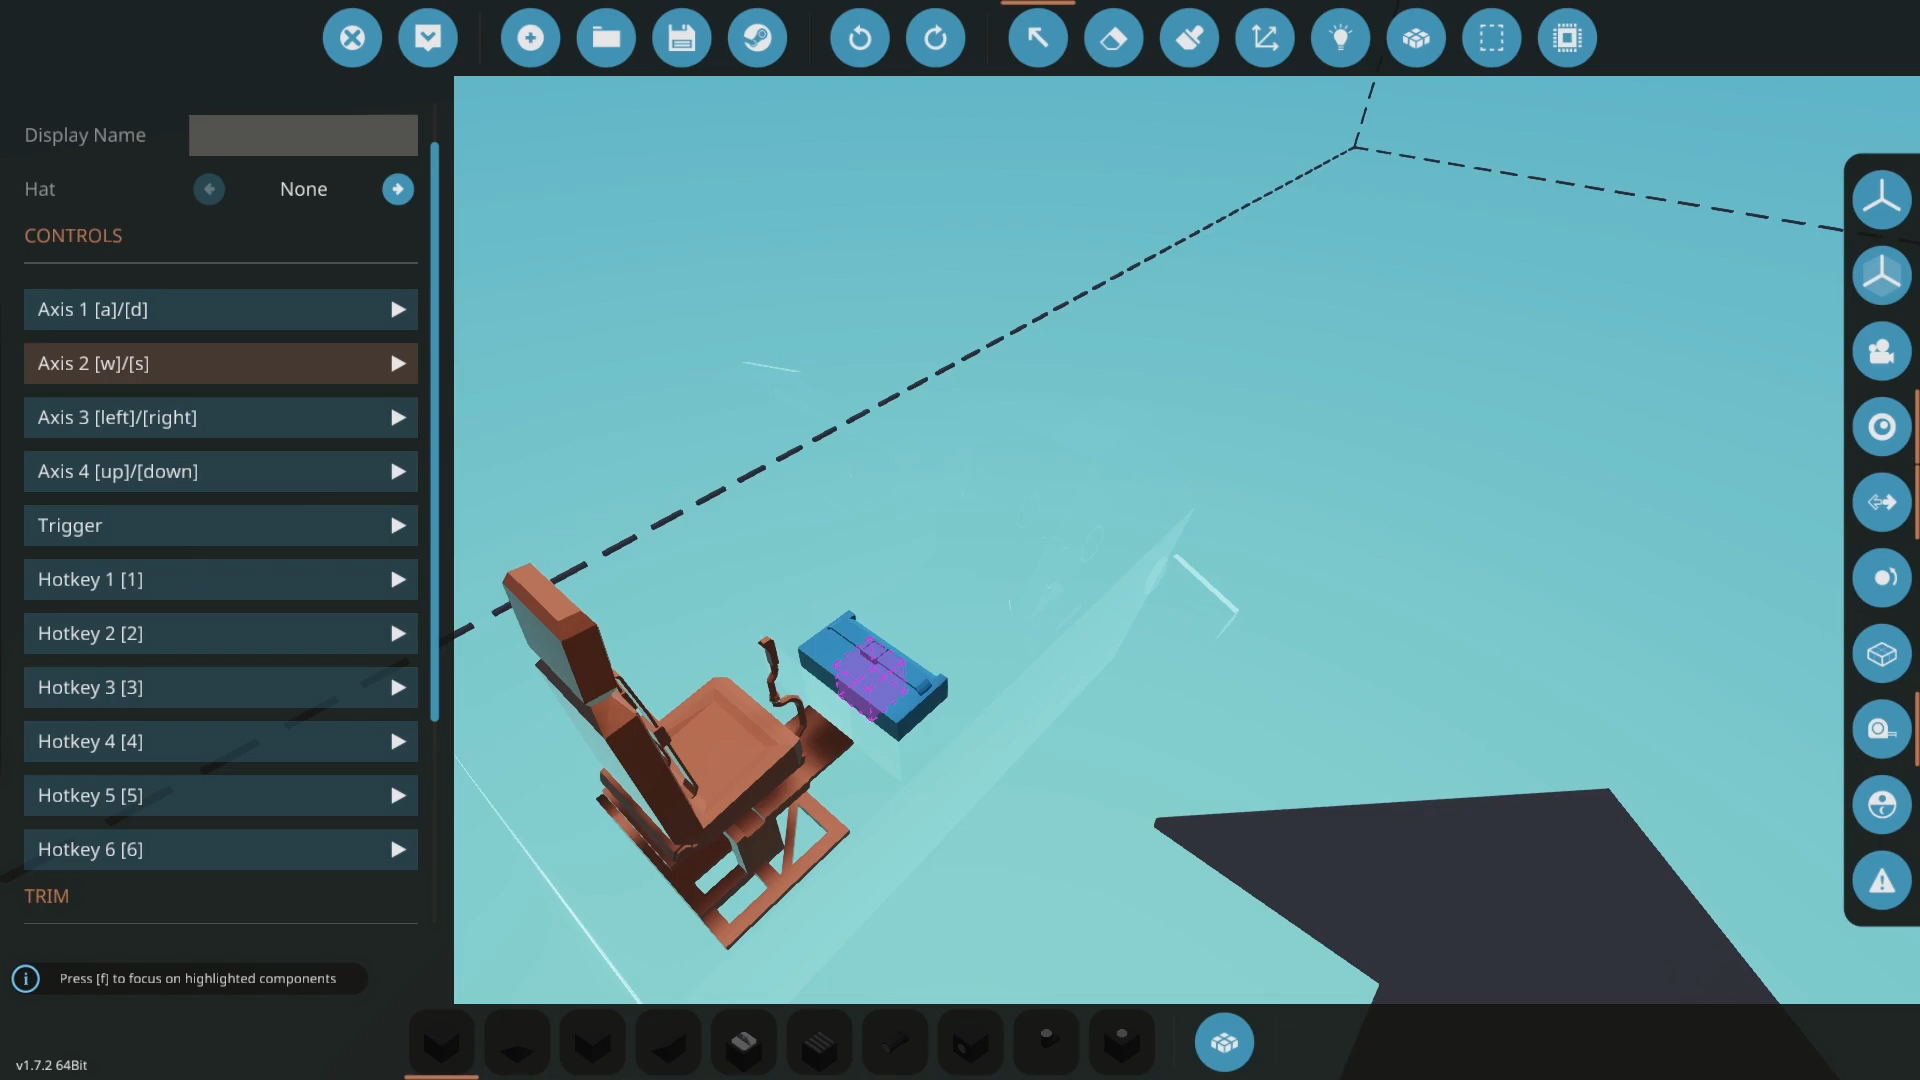 Display Name
Hat
None
CONTROLS
Axis 1 [a]/[d]
Axis 2 [w]/[s]
Axis 3 [left]/[right]
Axis 4 [up]/[down]
Trigger
Hotkey 1 [1]
Hotkey 2 [2]
Hotkey 3 [3]
Hotkey 4 [4]
Hotkey 5 [5]
Hotkey 6 [6]
TRIM
Press [f] to focus on highlighted components
v1.7.2 64Bit